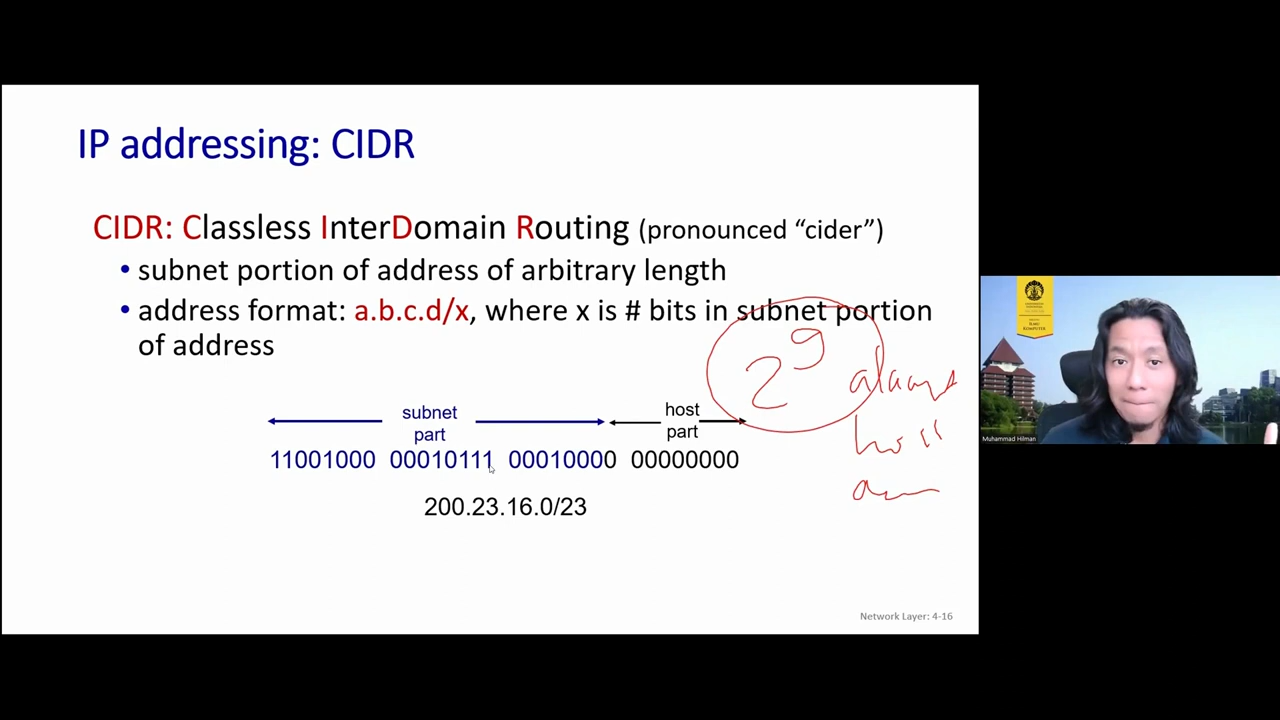 IP addressing: CIDR
CIDR: Classless InterDomain Routing (pronounced “cider”)
• subnet portion of address of arbitrary length
• address format: a.b.c.d/x, where x is # bits in subnet portion
of address
2^9
subnet
part
host
part
11001000 00010111 00010000 00000000
200.23.16.0/23
Network Layer: 4-16
Muhammad Hilman